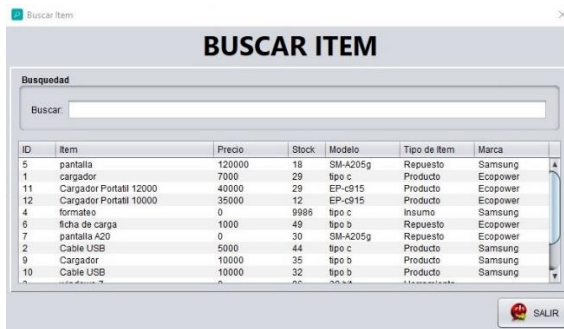 Buscar Item
BUSCAR ITEM
Busquedad
Buscar:
ID Item Precio Stock Modelo Tipo de Item Marca
5 pantalla 120000 18 SM-A205g Repuesto Samsung
1 cargador 7000 29 tipo c Producto Ecopower
11 Cargador Portatil 12000 40000 29 EP-c915 Producto Ecopower
12 Cargador Portatil 10000 35000 12 EP-c915 Producto Ecopower
4 formateo 0 9986 tipo c Insumo Samsung
6 ficha de carga 1000 49 tipo b Repuesto Ecopower
7 pantalla A20 0 30 SM-A205g Repuesto Ecopower
2 Cable USB 5000 44 tipo c Producto Samsung
9 Cargador 10000 35 tipo b Producto Samsung
10 Cable USB 10000 32 tipo b Producto Samsung
SALIR